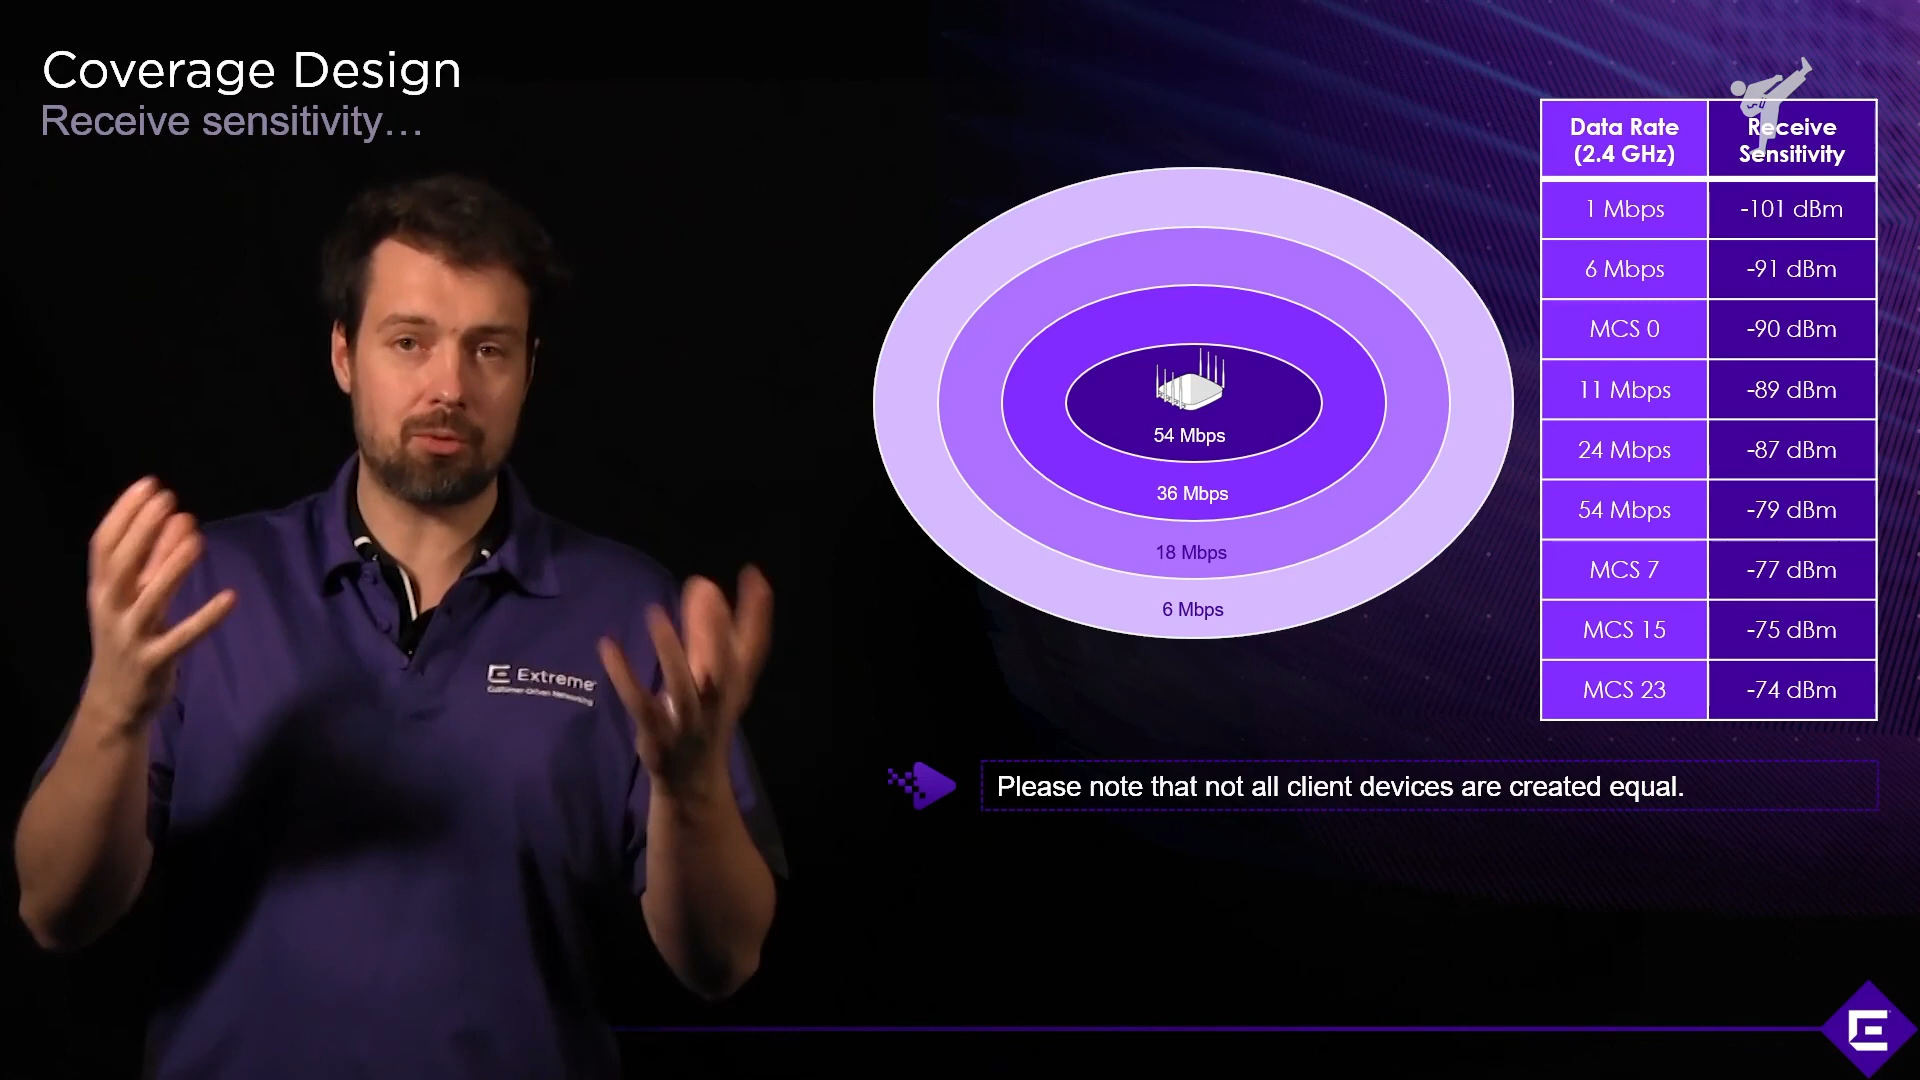 Coverage Design
Receive sensitivity...
Data Rate
(2.4 GHz)
Receive
Sensitivity
1 Mbps
-101 dBm
6 Mbps
-91 dBm
MCS 0
-90 dBm
11 Mbps
-89 dBm
24 Mbps
-87 dBm
54 Mbps
-79 dBm
MCS 7
-77 dBm
MCS 15
-75 dBm
MCS 23
-74 dBm
54 Mbps
36 Mbps
18 Mbps
6 Mbps
Please note that not all client devices are created equal.
Extreme
Customer-Driven Networking